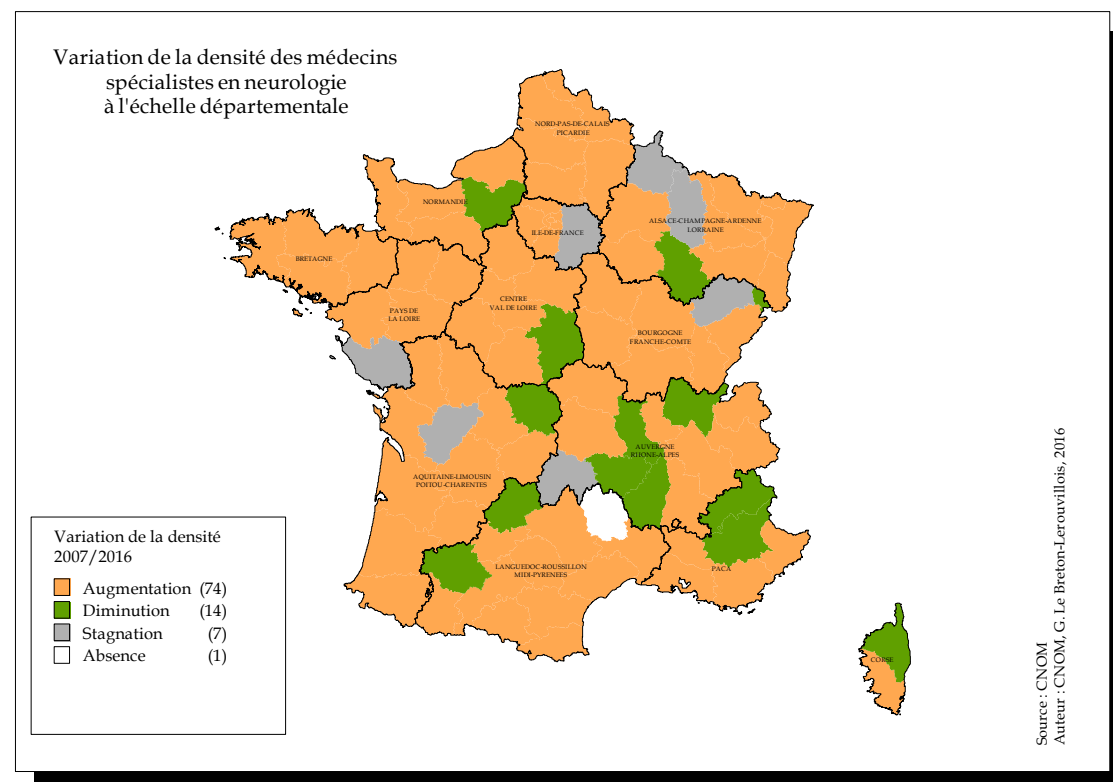 Variation de la densité des médecins
spécialistes en neurologie
à l'échelle départementale
NORD-PAS-DE-CALAIS
PICARDIE
NORMANDIE
ILE-DE-FRANCE
ALSACE-CHAMPAGNE-ARDENNE
LORRAINE
BRETAGNE
PAYS DE
LA LOIRE
CENTRE
VAL DE LOIRE
BOURGOGNE
FRANCHE-COMTE
AUVERGNE
RHONE-ALPES
AQUITAINE-LIMOUSIN
POITOU-CHARENTES
LANGUEDOC-ROUSSILLON
MIDI-PYRENEES
PACA
CORSE
Variation de la densité
2007/2016
Augmentation (74)
Diminution (14)
Stagnation (7)
Absence (1)
Source : CNOM
Auteur : CNOM, G. Le Breton-Lerouvillois, 2016